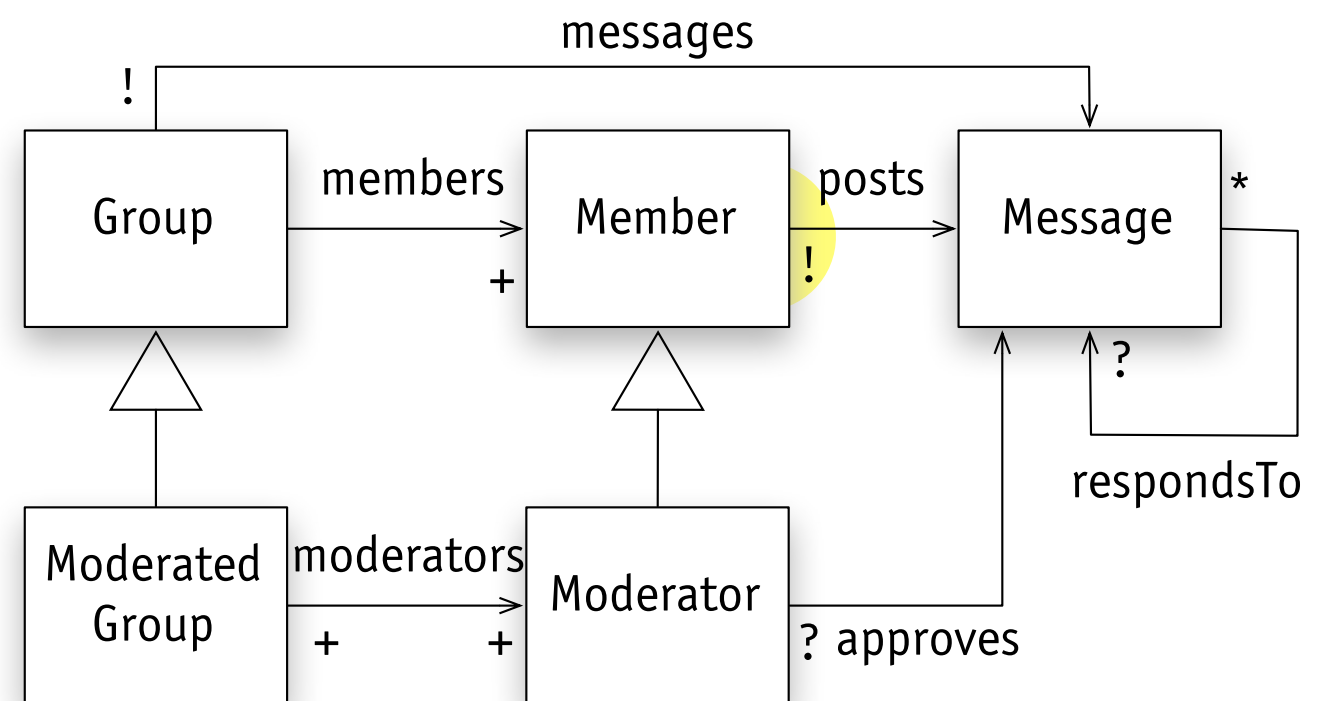 messages
!
members
posts
*
Group
Member
Message
!
+
?
respondsTo
moderators
Moderated
Group
Moderator
+
+
? approves